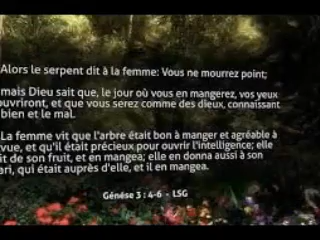 Alors le serpent dit à la femme: Vous ne mourrez point;
mais Dieu sait que, le jour où vous en mangerez, vos yeux
ouvriront, et que vous serez comme des dieux, connaissant
bien et le mal.
La femme vit que l'arbre était bon à manger et agréable à
vue, et qu'il était précieux pour ouvrir l'intelligence; elle
it de son fruit, et en mangea; elle en donna aussi à son
ari, qui était auprès d'elle, et il en mangea.
Génèse 3 : 4-6 - LSG